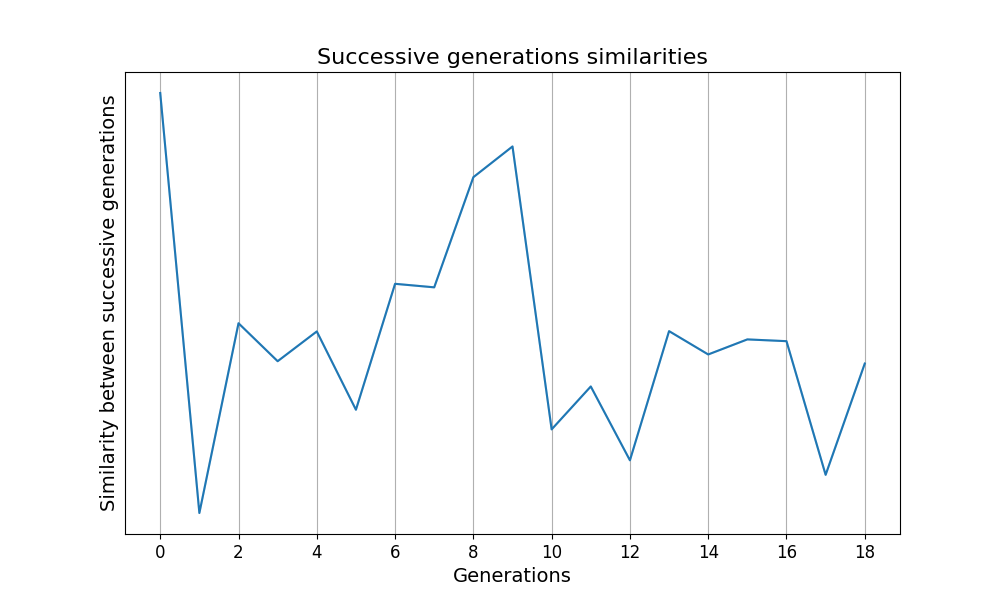 Successive generations similarities
Similarity between successive generations
0 2 4 6 8 10 12 14 16 18
Generations